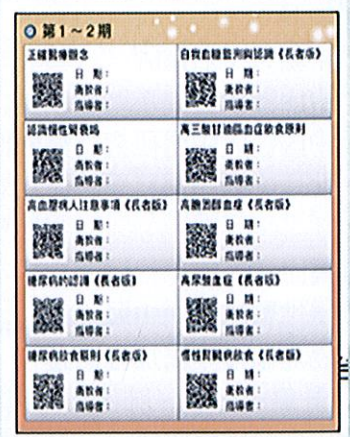 第1~2期
正確醫療觀念
日 期:
衛教者:
指導者:
自我血糖監測與認識《長者版》
日 期:
衛教者:
指導者:
認識慢性腎衰竭
日 期:
衛教者:
指導者:
高三酸甘油脂血症飲食原則
日 期:
衛教者:
指導者:
高血壓病人注意事項《長者版》
日 期:
衛教者:
指導者:
高膽固醇血症《長者版》
日 期:
衛教者:
指導者:
糖尿病的認識《長者版》
日 期:
衛教者:
指導者:
高尿酸血症《長者版》
日 期:
衛教者:
指導者:
糖尿病飲食原則《長者版》
日 期:
衛教者:
指導者:
慢性腎臟病飲食《長者版》
日 期:
衛教者:
指導者: